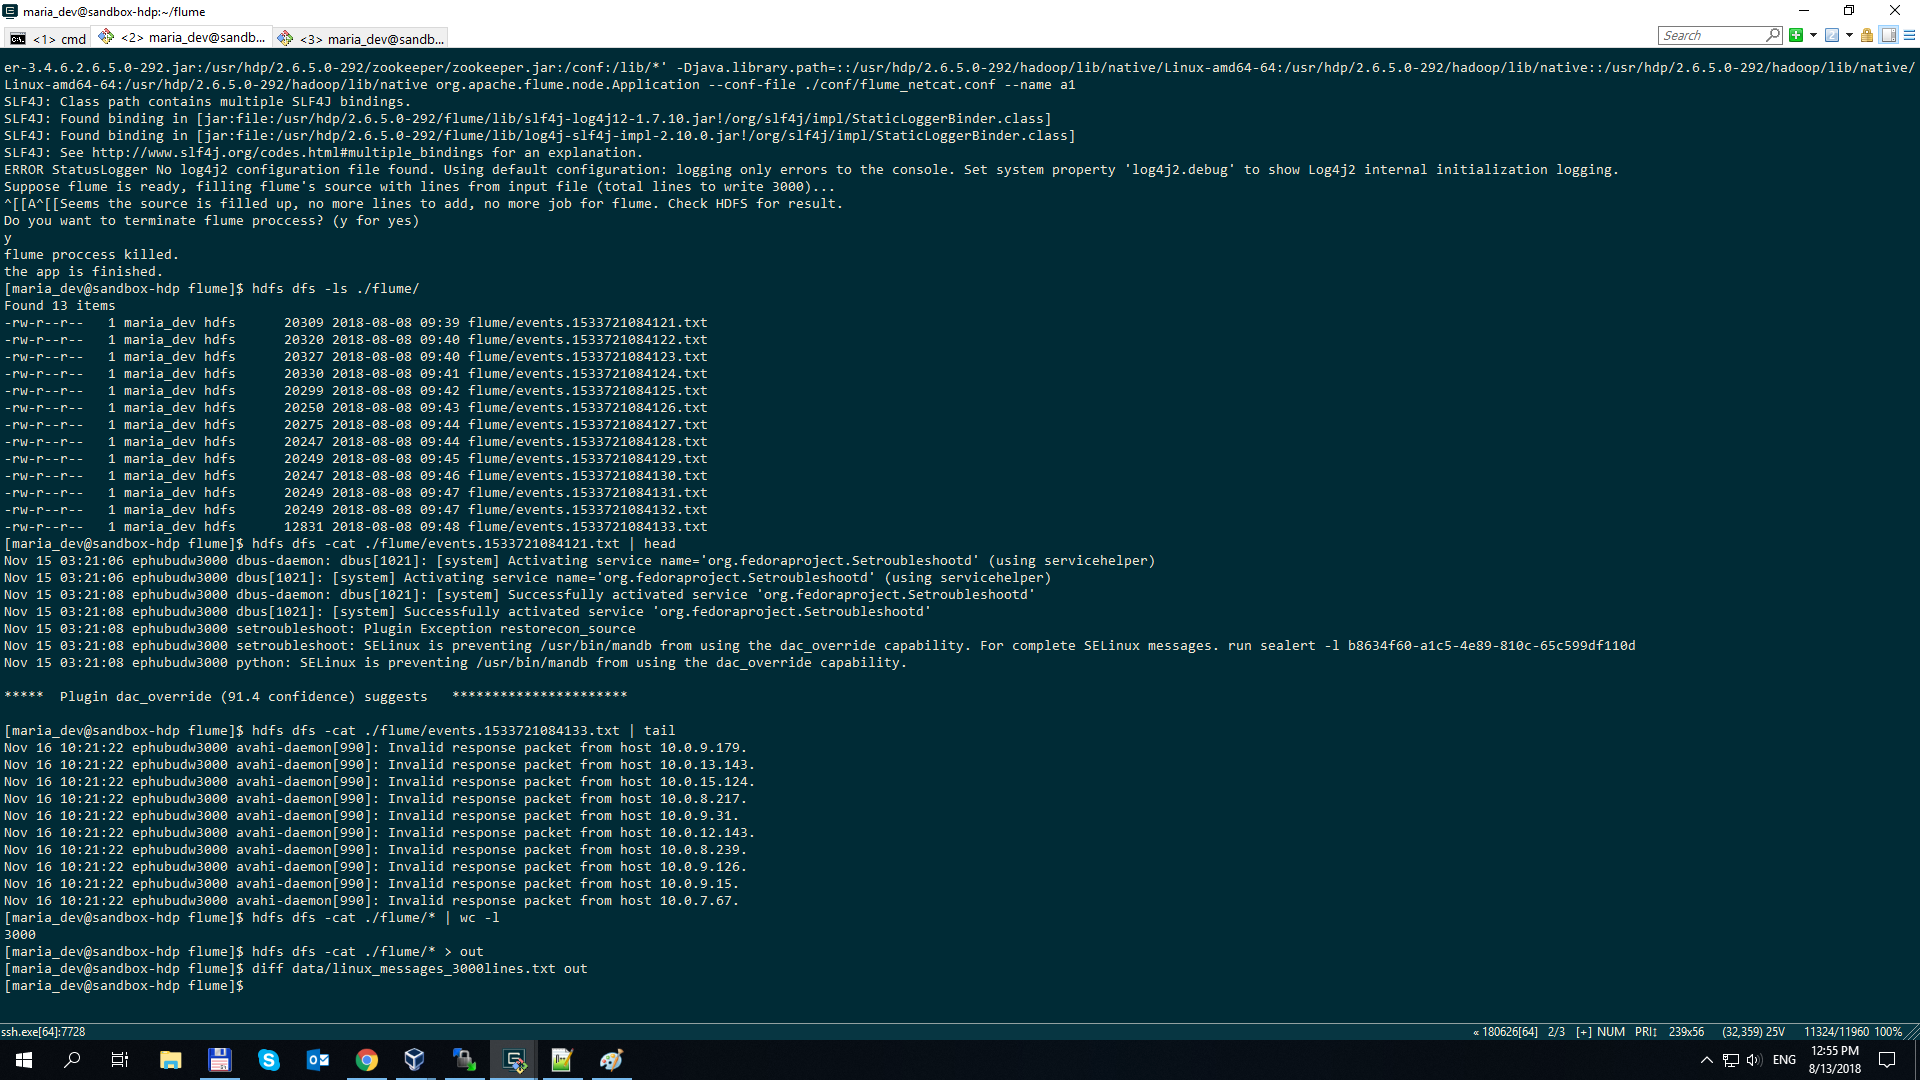 maria_dev@sandbox-hdp:~/flume
<1> cmd
<2> maria_dev@sandb...
<3> maria_dev@sandb...
Search
er-3.4.6.2.6.5.0-292.jar:/usr/hdp/2.6.5.0-292/zookeeper/zookeeper.jar:/conf:/lib/*' -Djava.library.path=::/usr/hdp/2.6.5.0-292/hadoop/lib/native/Linux-amd64-64:/usr/hdp/2.6.5.0-292/hadoop/lib/native::/usr/hdp/2.6.5.0-292/hadoop/lib/native/
Linux-amd64-64:/usr/hdp/2.6.5.0-292/hadoop/lib/native org.apache.flume.node.Application --conf-file ./conf/flume_netcat.conf --name a1
SLF4J: Class path contains multiple SLF4J bindings.
SLF4J: Found binding in [jar:file:/usr/hdp/2.6.5.0-292/flume/lib/slf4j-log4j12-1.7.10.jar!/org/slf4j/impl/StaticLoggerBinder.class]
SLF4J: Found binding in [jar:file:/usr/hdp/2.6.5.0-292/flume/lib/log4j-slf4j-impl-2.10.0.jar!/org/slf4j/impl/StaticLoggerBinder.class]
SLF4J: See http://www.slf4j.org/codes.html#multiple_bindings for an explanation.
ERROR StatusLogger No log4j2 configuration file found. Using default configuration: logging only errors to the console. Set system property 'log4j2.debug' to show Log4j2 internal initialization logging.
Suppose flume is ready, filling flume's source with lines from input file (total lines to write 3000)...
^[[A^[[Seems the source is filled up, no more lines to add, no more job for flume. Check HDFS for result.
Do you want to terminate flume proccess? (y for yes)
y
flume proccess killed.
the app is finished.
[maria_dev@sandbox-hdp flume]$ hdfs dfs -ls ./flume/
Found 13 items
-rw-r--r--   1 maria_dev hdfs      20309 2018-08-08 09:39 flume/events.1533721084121.txt
-rw-r--r--   1 maria_dev hdfs      20320 2018-08-08 09:40 flume/events.1533721084122.txt
-rw-r--r--   1 maria_dev hdfs      20327 2018-08-08 09:40 flume/events.1533721084123.txt
-rw-r--r--   1 maria_dev hdfs      20330 2018-08-08 09:41 flume/events.1533721084124.txt
-rw-r--r--   1 maria_dev hdfs      20299 2018-08-08 09:42 flume/events.1533721084125.txt
-rw-r--r--   1 maria_dev hdfs      20250 2018-08-08 09:43 flume/events.1533721084126.txt
-rw-r--r--   1 maria_dev hdfs      20275 2018-08-08 09:44 flume/events.1533721084127.txt
-rw-r--r--   1 maria_dev hdfs      20247 2018-08-08 09:44 flume/events.1533721084128.txt
-rw-r--r--   1 maria_dev hdfs      20249 2018-08-08 09:45 flume/events.1533721084129.txt
-rw-r--r--   1 maria_dev hdfs      20247 2018-08-08 09:46 flume/events.1533721084130.txt
-rw-r--r--   1 maria_dev hdfs      20249 2018-08-08 09:47 flume/events.1533721084131.txt
-rw-r--r--   1 maria_dev hdfs      20249 2018-08-08 09:47 flume/events.1533721084132.txt
-rw-r--r--   1 maria_dev hdfs      12831 2018-08-08 09:48 flume/events.1533721084133.txt
[maria_dev@sandbox-hdp flume]$ hdfs dfs -cat ./flume/events.1533721084121.txt | head
Nov 15 03:21:06 ephubudw3000 dbus-daemon: dbus[1021]: [system] Activating service name='org.fedoraproject.Setroubleshootd' (using servicehelper)
Nov 15 03:21:06 ephubudw3000 dbus[1021]: [system] Activating service name='org.fedoraproject.Setroubleshootd' (using servicehelper)
Nov 15 03:21:08 ephubudw3000 dbus-daemon: dbus[1021]: [system] Successfully activated service 'org.fedoraproject.Setroubleshootd'
Nov 15 03:21:08 ephubudw3000 dbus[1021]: [system] Successfully activated service 'org.fedoraproject.Setroubleshootd'
Nov 15 03:21:08 ephubudw3000 setroubleshoot: Plugin Exception restorecon_source
Nov 15 03:21:08 ephubudw3000 setroubleshoot: SELinux is preventing /usr/bin/mandb from using the dac_override capability. For complete SELinux messages. run sealert -l b8634f60-a1c5-4e89-810c-65c599df110d
Nov 15 03:21:08 ephubudw3000 python: SELinux is preventing /usr/bin/mandb from using the dac_override capability.
*****  Plugin dac_override (91.4 confidence) suggests   **********************
[maria_dev@sandbox-hdp flume]$ hdfs dfs -cat ./flume/events.1533721084133.txt | tail
Nov 16 10:21:22 ephubudw3000 avahi-daemon[990]: Invalid response packet from host 10.0.9.179.
Nov 16 10:21:22 ephubudw3000 avahi-daemon[990]: Invalid response packet from host 10.0.13.143.
Nov 16 10:21:22 ephubudw3000 avahi-daemon[990]: Invalid response packet from host 10.0.15.124.
Nov 16 10:21:22 ephubudw3000 avahi-daemon[990]: Invalid response packet from host 10.0.8.217.
Nov 16 10:21:22 ephubudw3000 avahi-daemon[990]: Invalid response packet from host 10.0.9.31.
Nov 16 10:21:22 ephubudw3000 avahi-daemon[990]: Invalid response packet from host 10.0.12.143.
Nov 16 10:21:22 ephubudw3000 avahi-daemon[990]: Invalid response packet from host 10.0.8.239.
Nov 16 10:21:22 ephubudw3000 avahi-daemon[990]: Invalid response packet from host 10.0.9.126.
Nov 16 10:21:22 ephubudw3000 avahi-daemon[990]: Invalid response packet from host 10.0.9.15.
Nov 16 10:21:22 ephubudw3000 avahi-daemon[990]: Invalid response packet from host 10.0.7.67.
[maria_dev@sandbox-hdp flume]$ hdfs dfs -cat ./flume/* | wc -l
3000
[maria_dev@sandbox-hdp flume]$ hdfs dfs -cat ./flume/* > out
[maria_dev@sandbox-hdp flume]$ diff data/linux_messages_3000lines.txt out
[maria_dev@sandbox-hdp flume]$
ssh.exe[64]:7728
« 180626[64] 2/3 [+] NUM PRI↕ 239x56 (32,359) 25V 11324/11960 100%
ENG
12:55 PM
8/13/2018